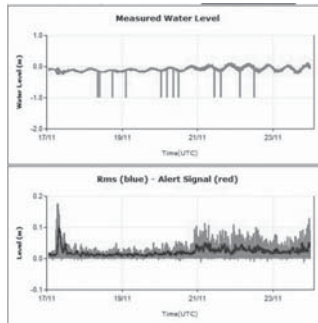 Measured Water Level
1.0
0.0
-1.0
-2.0
Water Level (m)
17/11 19/11 21/11 23/11
Time(UTC)
Rms (blue) - Alert Signal (red)
0.2
0.1
0.0
-0.1
Level (m)
17/11 19/11 21/11 23/11
Time(UTC)